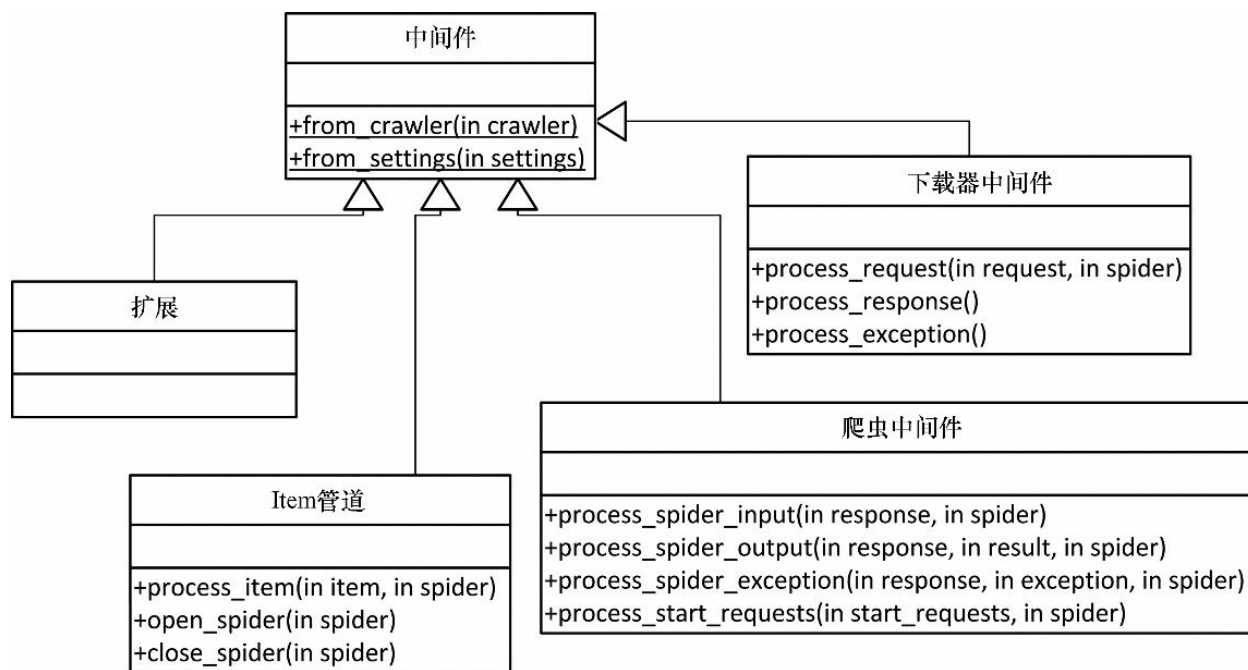 中间件
+from_crawler(in crawler)
+from_settings(in settings)
下载器中间件
+process_request(in request, in spider)
+process_response()
+process_exception()
扩展
爬虫中间件
+process_spider_input(in response, in spider)
+process_spider_output(in response, in result, in spider)
+process_spider_exception(in response, in exception, in spider)
+process_start_requests(in start_requests, in spider)
Item管道
+process_item(in item, in spider)
+open_spider(in spider)
+close_spider(in spider)